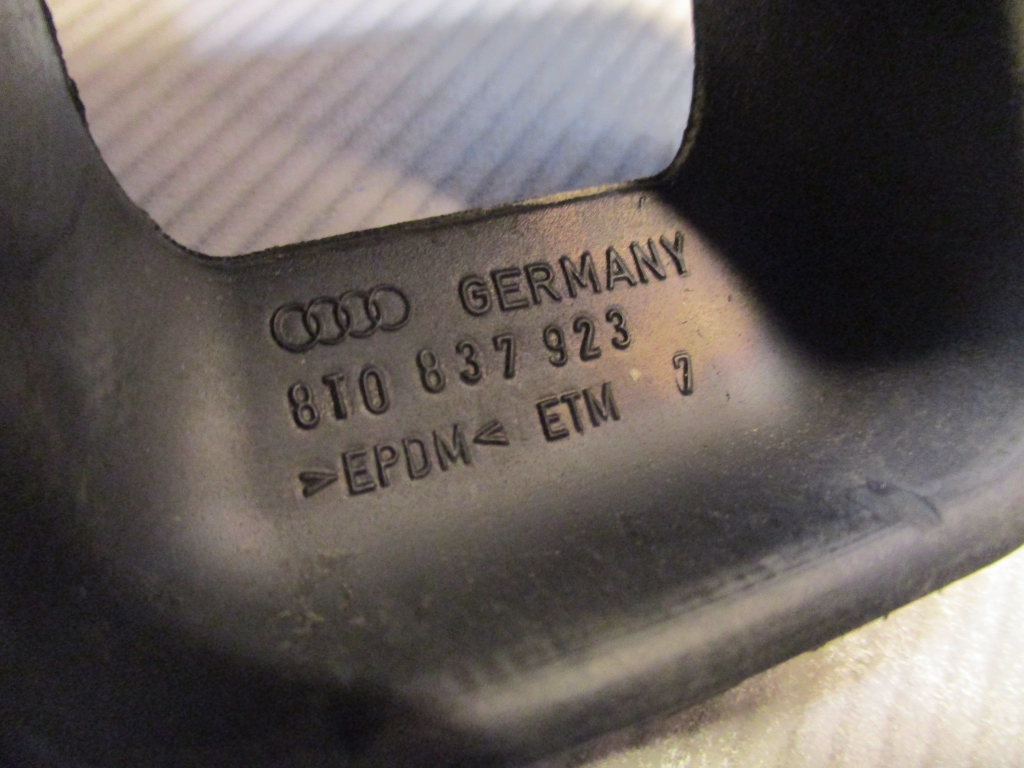 GERMANY
8T0 837 923
>EPDM< ETM 7